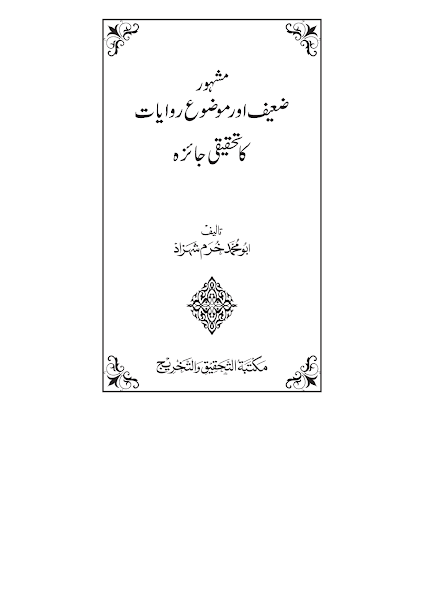 مشہور
ضعیف اور موضوع روایات
کا تحقیقی جائزہ
تالیف
ابو محمد خرم شہزاد
مکتبۃ التحقیق والتخریج